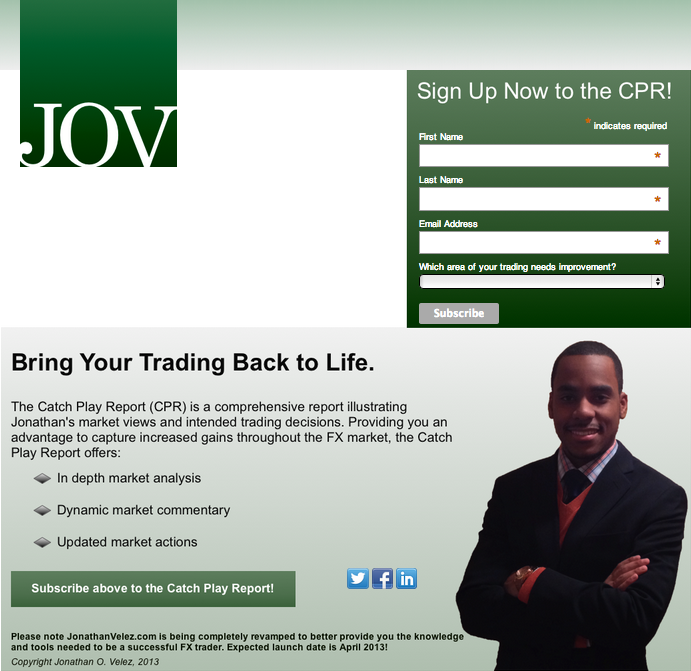 JOV
Sign Up Now to the CPR!
* indicates required
First Name
*
Last Name
*
Email Address
*
Which area of your trading needs improvement?
Subscribe
Bring Your Trading Back to Life.
The Catch Play Report (CPR) is a comprehensive report illustrating
Jonathan's market views and intended trading decisions. Providing you an
advantage to capture increased gains throughout the FX market, the Catch
Play Report offers:
In depth market analysis
Dynamic market commentary
Updated market actions
Subscribe above to the Catch Play Report!
f in
Please note JonathanVelez.com is being completely revamped to better provide you the knowledge
and tools needed to be a successful FX trader. Expected launch date is April 2013!
Copyright Jonathan O. Velez, 2013